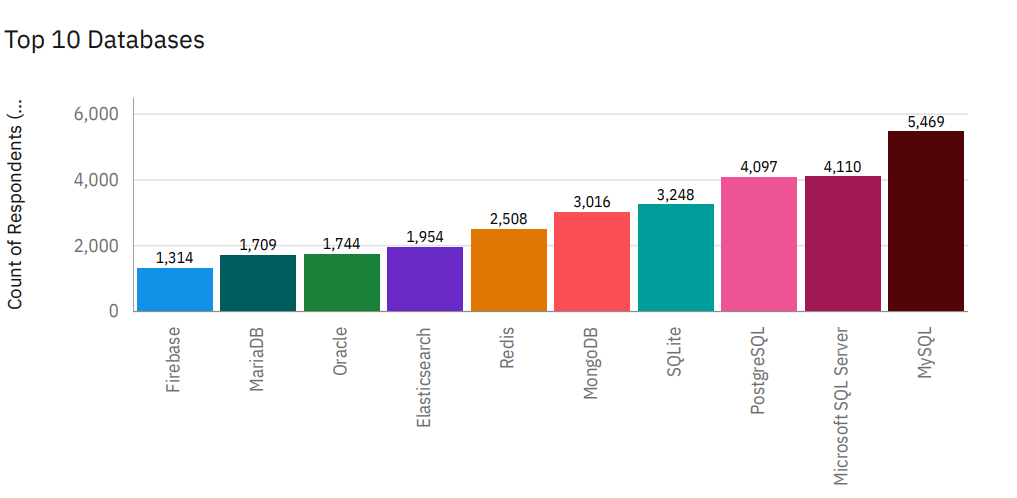 Top 10 Databases
Count of Respondents (...
6,000
4,000
2,000
0
1,314
1,709
1,744
1,954
2,508
3,016
3,248
4,097
4,110
5,469
Firebase
MariaDB
Oracle
Elasticsearch
Redis
MongoDB
SQLite
PostgreSQL
Microsoft SQL Server
MySQL